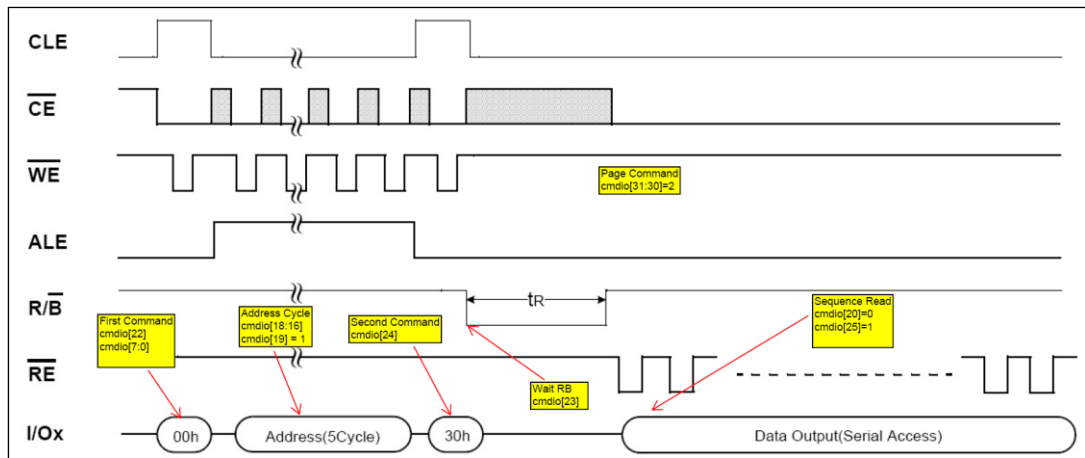 CLE
CE
WE
Page Command
cmdio[31:30]=2
ALE
R/B
tR
First Command
cmdio[22]
cmdio[7:0]
Address Cycle
cmdio[18:16]
cmdio[19] = 1
Second Command
cmdio[24]
Sequence Read
cmdio[20]=0
cmdio[25]=1
RE
Wait RB
cmdio[23]
I/Ox
00h
Address(5Cycle)
30h
Data Output(Serial Access)